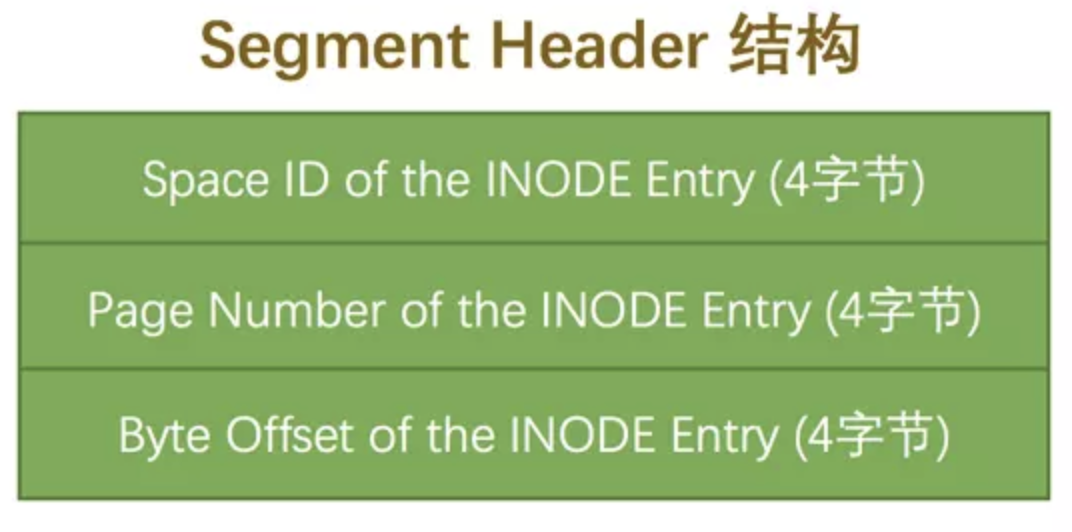 Segment Header 结构
Space ID of the INODE Entry (4字节)
Page Number of the INODE Entry (4字节)
Byte Offset of the INODE Entry (4字节)